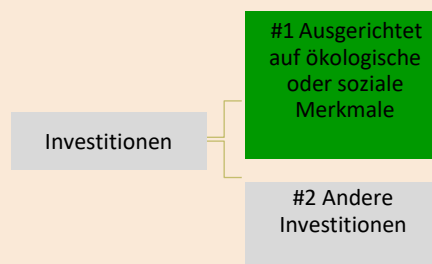 #1 Ausgerichtet
auf ökologische
oder soziale
Merkmale
Investitionen
#2 Andere
Investitionen